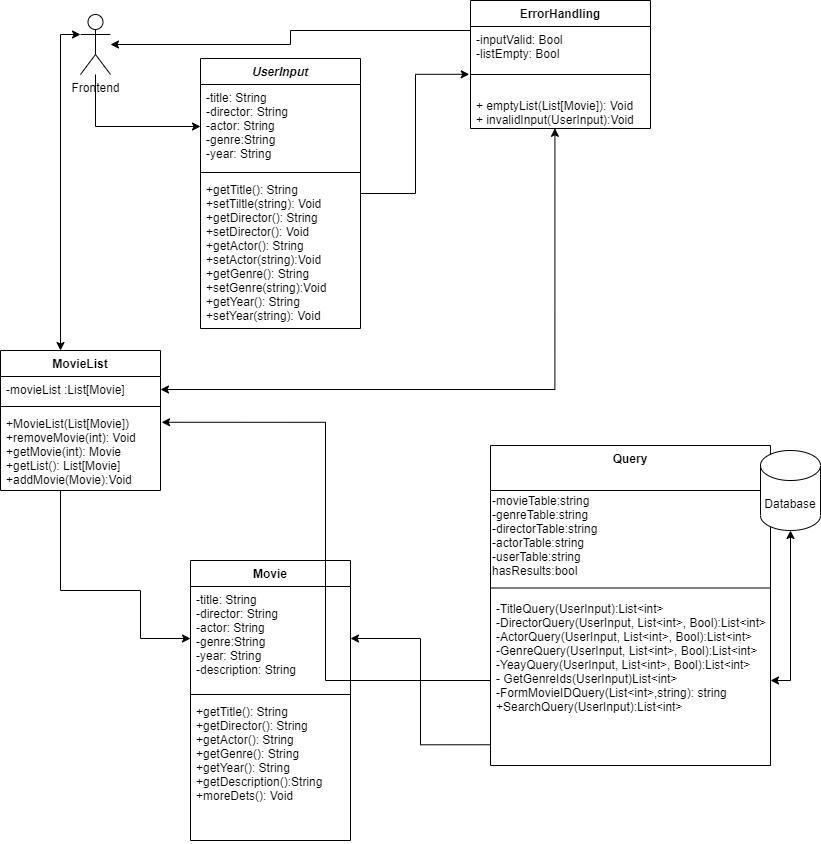 ErrorHandling
-inputValid: Bool
-listEmpty: Bool
+ emptyList(List[Movie]): Void
+ invalidInput(UserInput):Void
Frontend
UserInput
-title: String
-director: String
-actor: String
-genre:String
-year: String
+getTitle(): String
+setTiltle(string): Void
+getDirector(): String
+setDirector(): Void
+getActor(): String
+setActor(string):Void
+getGenre(): String
+setGenre(string):Void
+getYear(): String
+setYear(string): Void
MovieList
-movieList :List[Movie]
+MovieList(List[Movie])
+removeMovie(int): Void
+getMovie(int): Movie
+getList(): List[Movie]
+addMovie(Movie):Void
Query
-movieTable:string
-genreTable:string
-directorTable:string
-actorTable:string
-userTable:string
hasResults:bool
-TitleQuery(UserInput):List<int>
-DirectorQuery(UserInput, List<int>, Bool):List<int>
-ActorQuery(UserInput, List<int>, Bool):List<int>
-GenreQuery(UserInput, List<int>, Bool):List<int>
-YeayQuery(UserInput, List<int>, Bool):List<int>
- GetGenreIds(UserInput)List<int>
-FormMovieIDQuery(List<int>,string): string
+SearchQuery(UserInput):List<int>
Database
Movie
-title: String
-director: String
-actor: String
-genre:String
-year: String
-description: String
+getTitle(): String
+getDirector(): String
+getActor(): String
+getGenre(): String
+getYear(): String
+getDescription():String
+moreDets(): Void